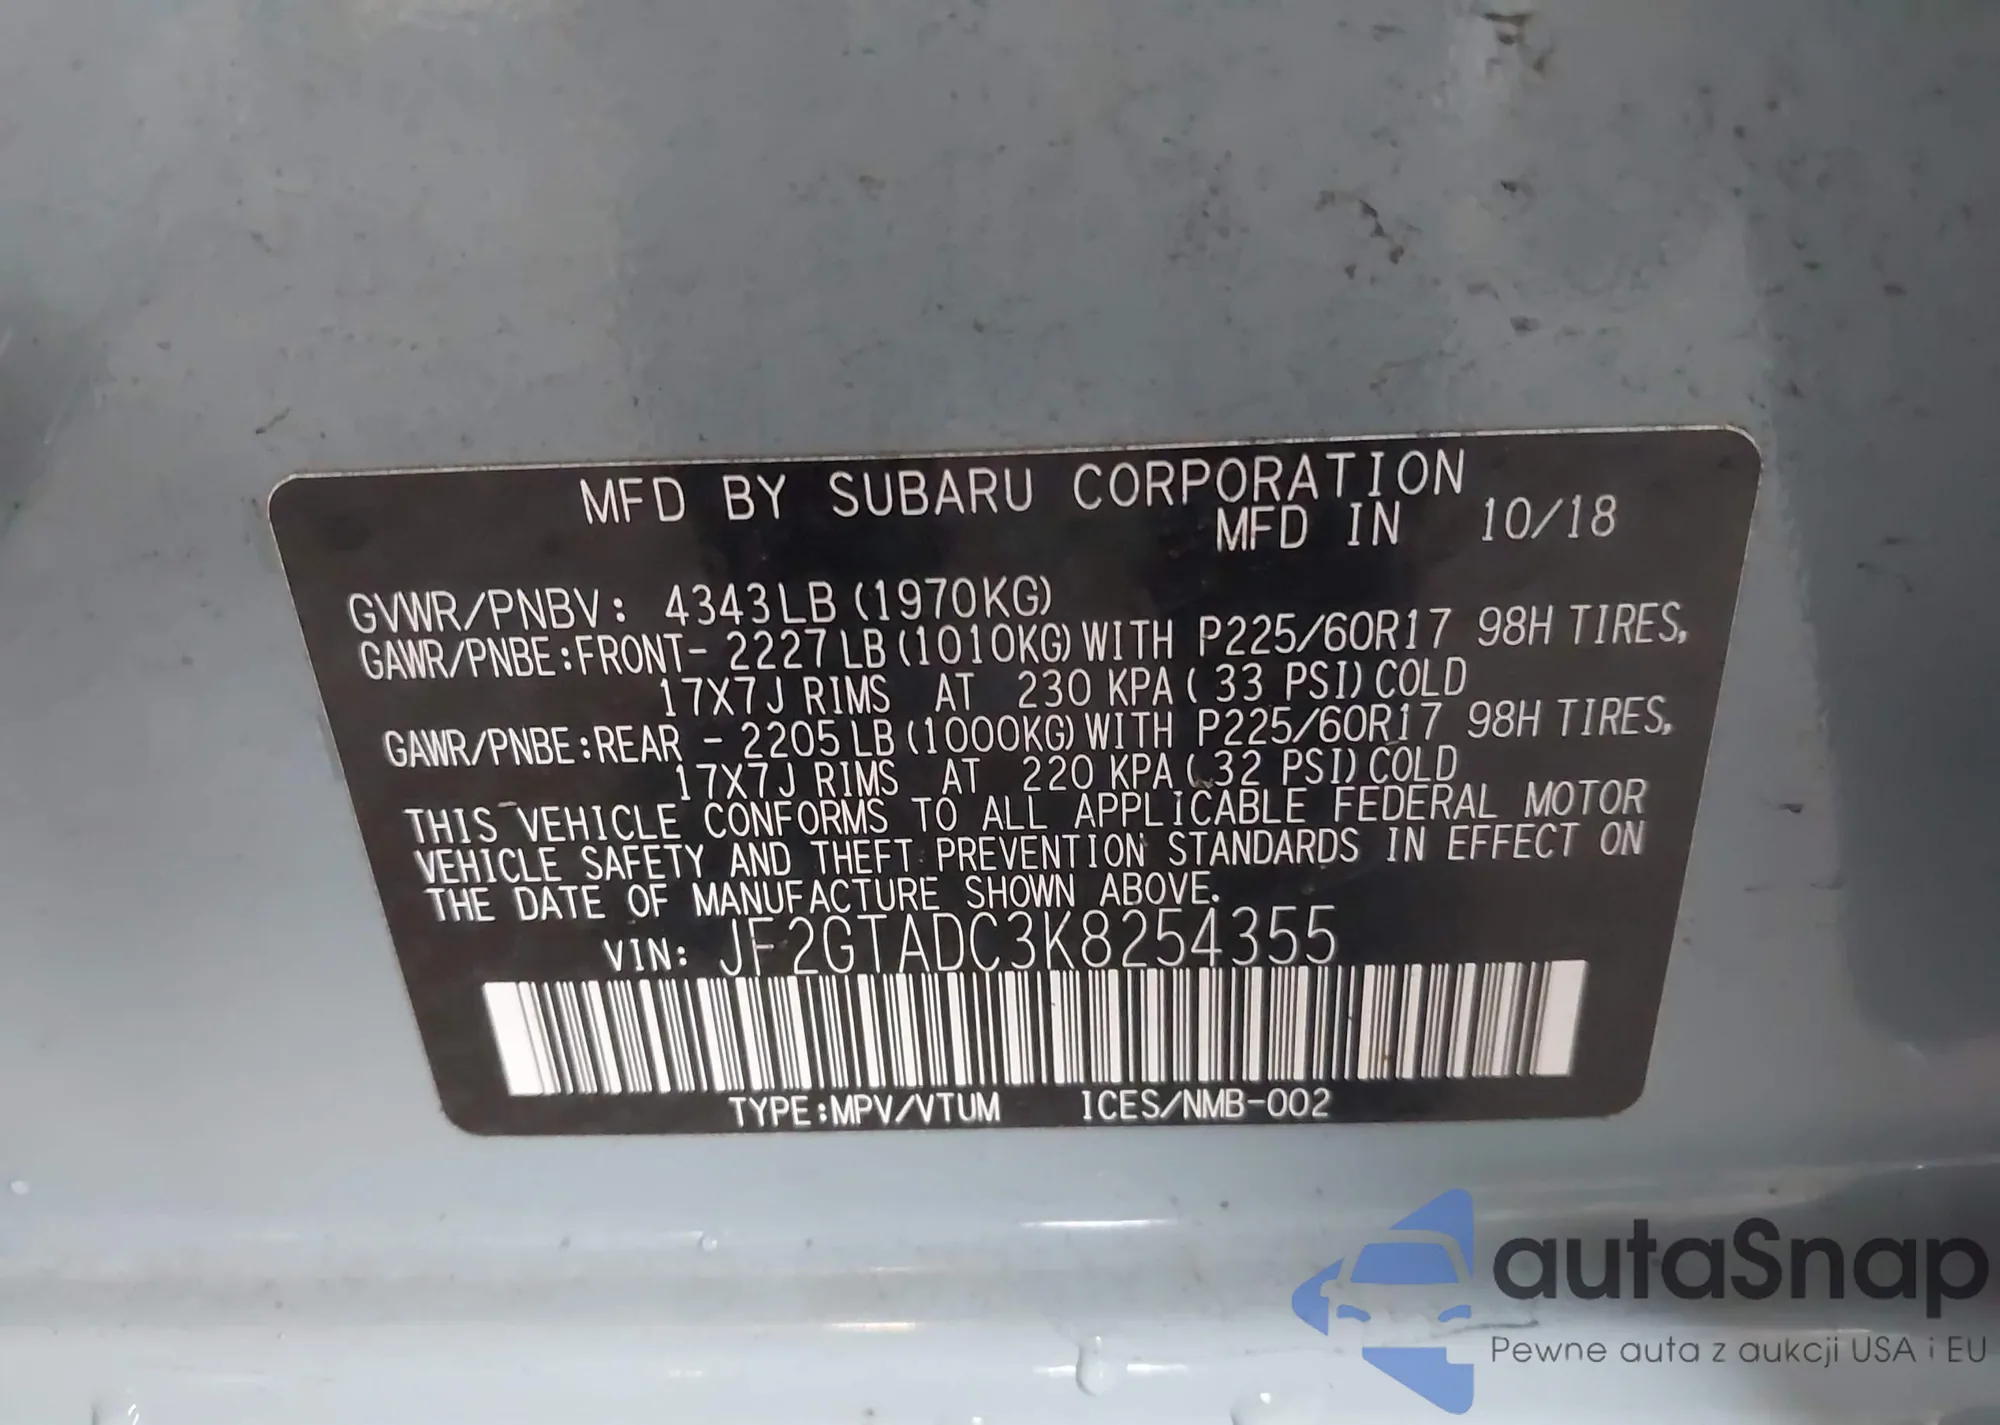 MFD BY SUBARU CORPORATION
MFD IN 10/18
GVWR/PNBV: 4343LB (1970KG)
GAWR/PNBE:FRONT- 2227LB (1010KG) WITH P225/60R17 98H TIRES,
17X7J RIMS AT 230 KPA ( 33 PSI) COLD
GAWR/PNBE:REAR - 2205LB (1000KG) WITH P225/60R17 98H TIRES,
17X7J RIMS AT 220 KPA ( 32 PSI) COLD
THIS VEHICLE CONFORMS TO ALL APPLICABLE FEDERAL MOTOR
VEHICLE SAFETY AND THEFT PREVENTION STANDARDS IN EFFECT ON
THE DATE OF MANUFACTURE SHOWN ABOVE.
VIN: JF2GTADC3K8254355
TYPE:MPV/VTUM ICES/NMB-002
autaSnap
Pewne auta z aukcji USA i EU